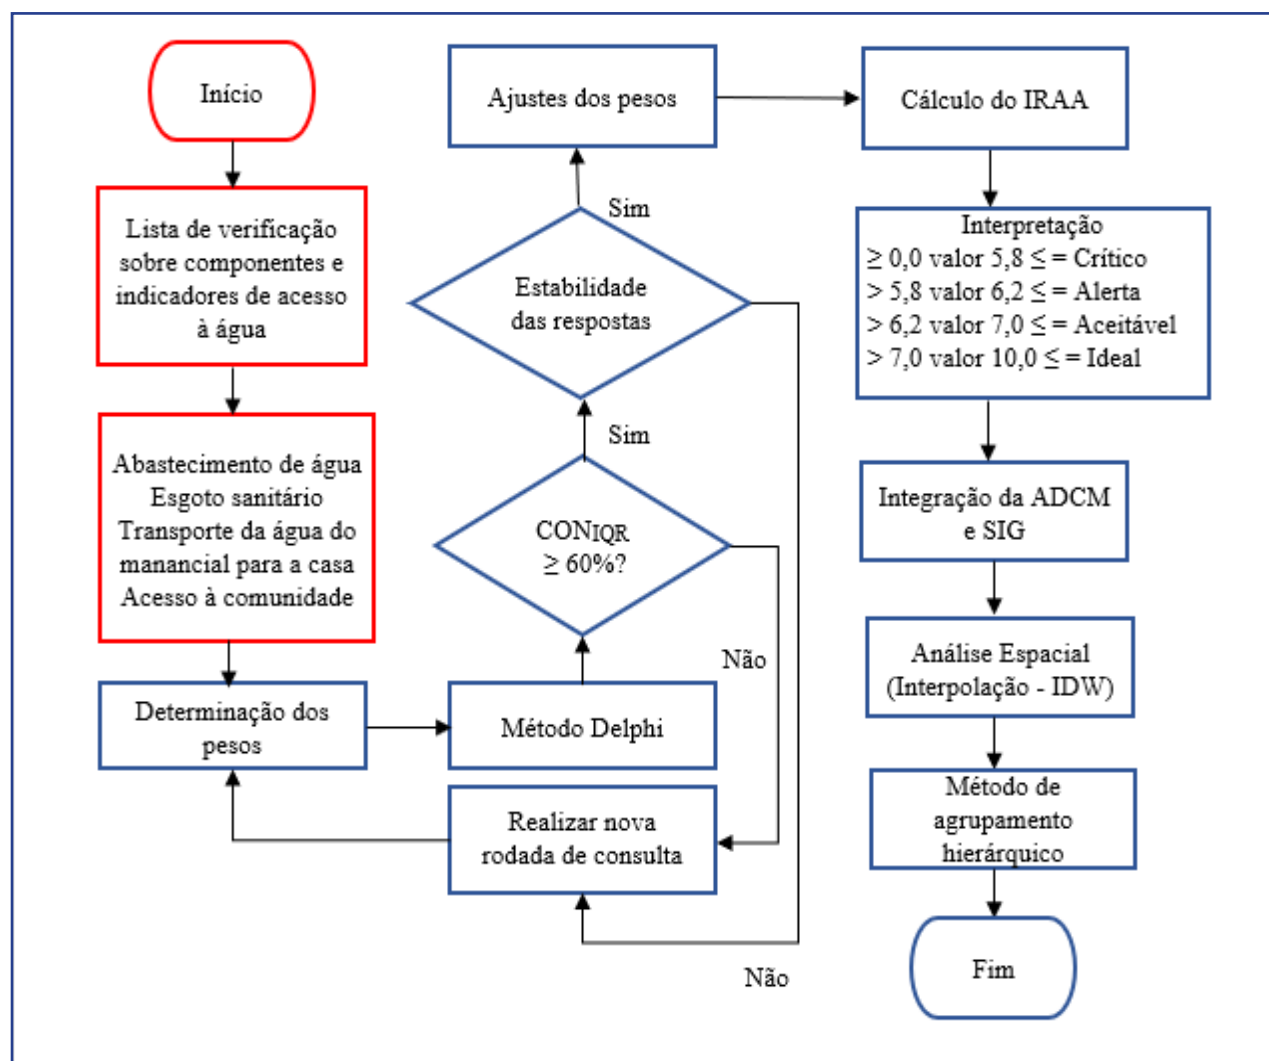 Início
Lista de verificação
sobre componentes e
indicadores de acesso
à água
Abastecimento de água
Esgoto sanitário
Transporte da água do
manancial para a casa
Acesso à comunidade
Determinação dos
pesos
Método Delphi
Realizar nova
rodada de consulta
CONIQR
≥ 60%?
Sim
Não
Estabilidade
das respostas
Sim
Não
Ajustes dos pesos
Cálculo do IRAA
Interpretação
≥ 0,0 valor 5,8 ≤ = Crítico
> 5,8 valor 6,2 ≤ = Alerta
> 6,2 valor 7,0 ≤ = Aceitável
> 7,0 valor 10,0 ≤ = Ideal
Integração da ADCM
e SIG
Análise Espacial
(Interpolação - IDW)
Método de
agrupamento
hierárquico
Fim